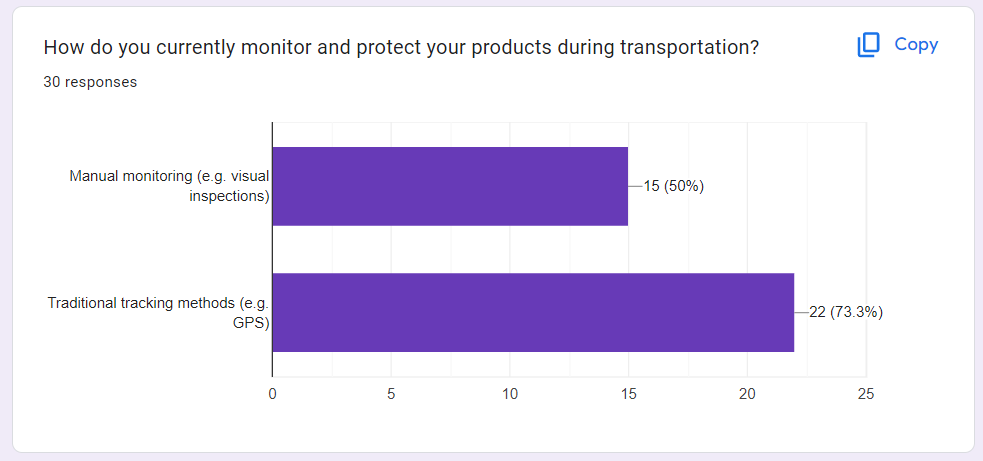 How do you currently monitor and protect your products during transportation?
Copy
30 responses
Manual monitoring (e.g. visual
inspections)
15 (50%)
Traditional tracking methods (e.g.
GPS)
22 (73.3%)
0 5 10 15 20 25